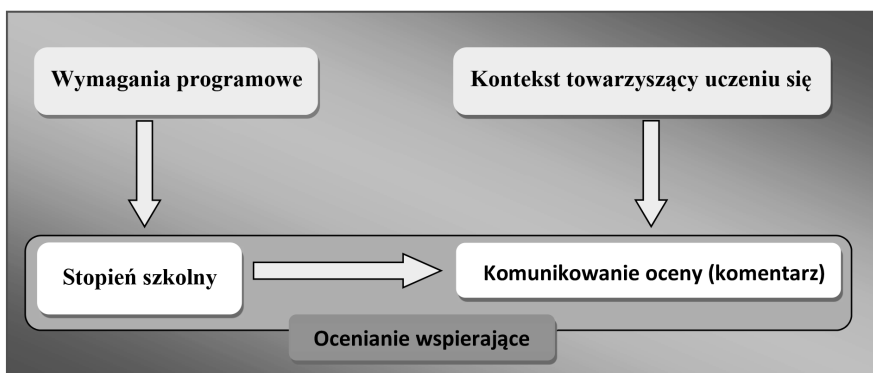 Wymagania programowe
Kontekst towarzyszący uczeniu się
Stopień szkolny
Komunikowanie oceny (komentarz)
Ocenianie wspierające